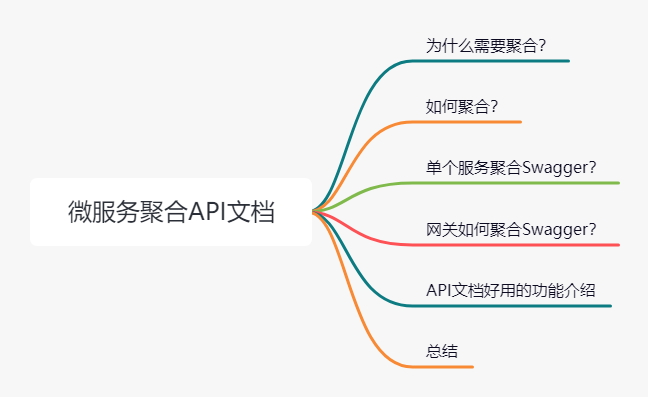 微服务聚合API文档
为什么需要聚合？
如何聚合？
单个服务聚合Swagger？
网关如何聚合Swagger？
API文档好用的功能介绍
总结